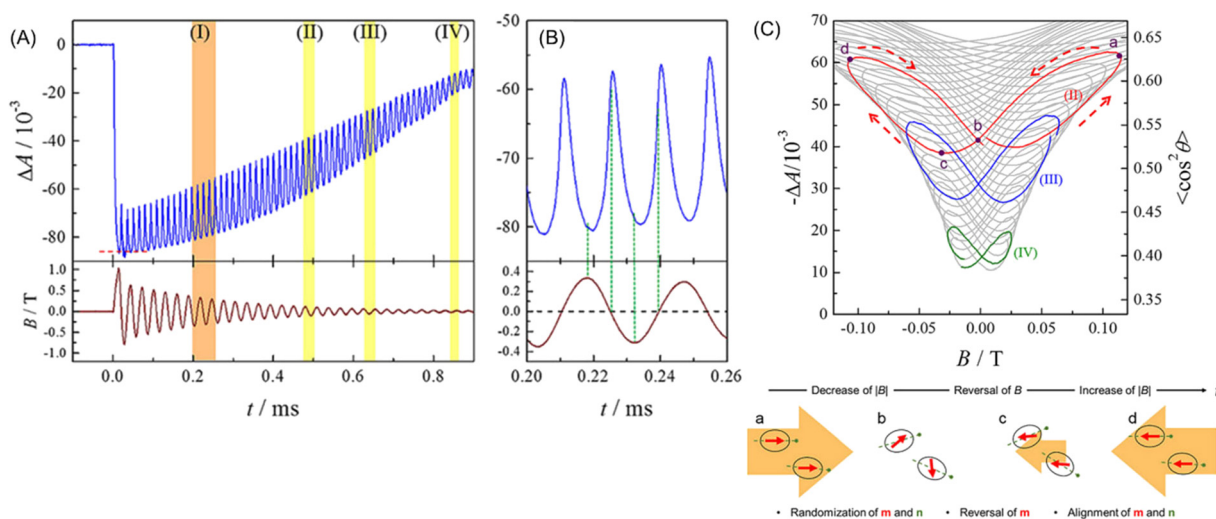 (A)
(I)
(II)
(III)
(IV)
0
-20
-40
-60
-80
ΔA / 10⁻³
1.0
0.5
0.0
-0.5
-1.0
B / T
0.0 0.2 0.4 0.6 0.8
t / ms
(B)
-50
-60
-70
-80
0.4
0.2
0.0
-0.2
-0.4
0.20 0.22 0.24 0.26
t / ms
(C)
70
60
50
40
30
20
10
0
-ΔA/10⁻³
d
a
b
c
(II)
(III)
(IV)
0.65
0.60
0.55
0.50
0.45
0.40
0.35
<cos²θ>
-0.10 -0.05 0.00 0.05 0.10
B / T
Decrease of |B| Reversal of B Increase of |B|
a b c d
• Randomization of m and n • Reversal of m • Alignment of m and n